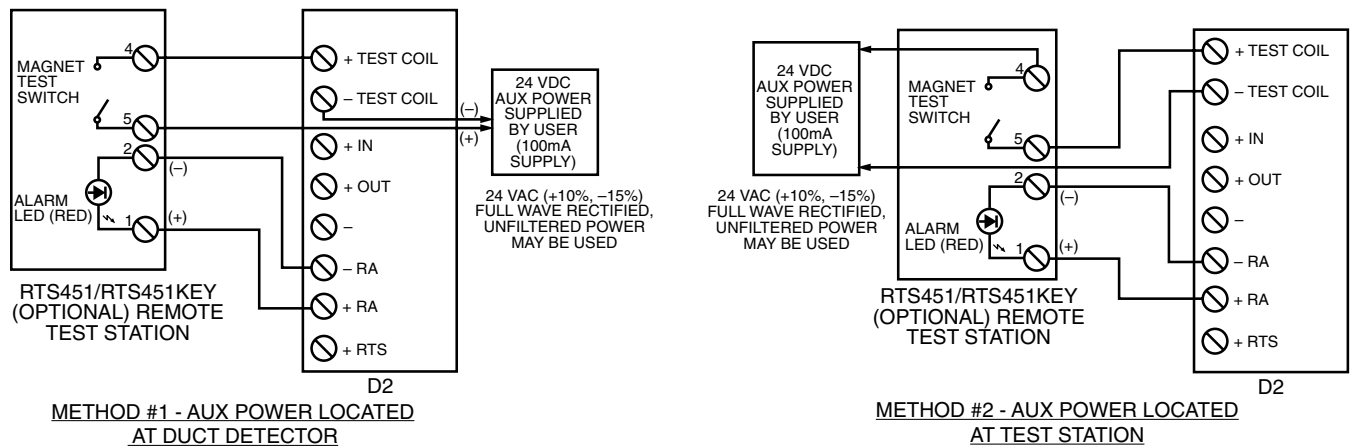 4
MAGNET
TEST
SWITCH
5
2
(–)
ALARM
LED (RED)
1
(+)
RTS451/RTS451KEY
(OPTIONAL) REMOTE
TEST STATION
+ TEST COIL
– TEST COIL
+ IN
+ OUT
–
– RA
+ RA
+ RTS
D2
(–)
(+)
24 VDC
AUX POWER
SUPPLIED
BY USER
(100mA
SUPPLY)
24 VAC (+10%, –15%)
FULL WAVE RECTIFIED,
UNFILTERED POWER
MAY BE USED
METHOD #1 - AUX POWER LOCATED
AT DUCT DETECTOR
24 VDC
AUX POWER
SUPPLIED
BY USER
(100mA
SUPPLY)
24 VAC (+10%, –15%)
FULL WAVE RECTIFIED,
UNFILTERED POWER
MAY BE USED
4
MAGNET
TEST
SWITCH
5
2
(–)
ALARM
LED (RED)
1
(+)
RTS451/RTS451KEY
(OPTIONAL) REMOTE
TEST STATION
+ TEST COIL
– TEST COIL
+ IN
+ OUT
–
– RA
+ RA
+ RTS
D2
METHOD #2 - AUX POWER LOCATED
AT TEST STATION